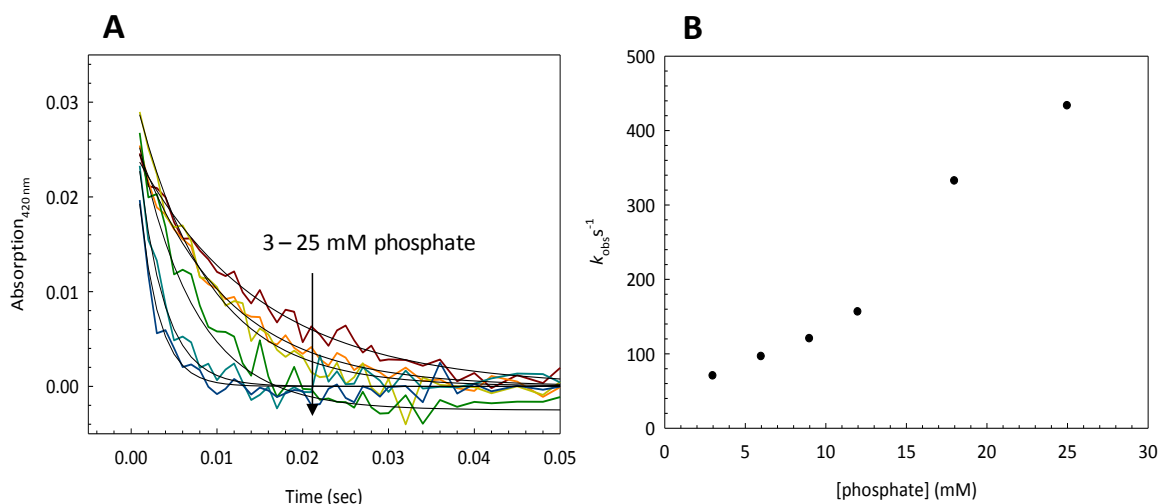 A
0.03
0.02
0.01
0.00
Absorption420 nm
3 – 25 mM phosphate
0.00 0.01 0.02 0.03 0.04 0.05
Time (sec)
B
500
400
300
200
100
0
kobss-1
0 5 10 15 20 25 30
[phosphate] (mM)